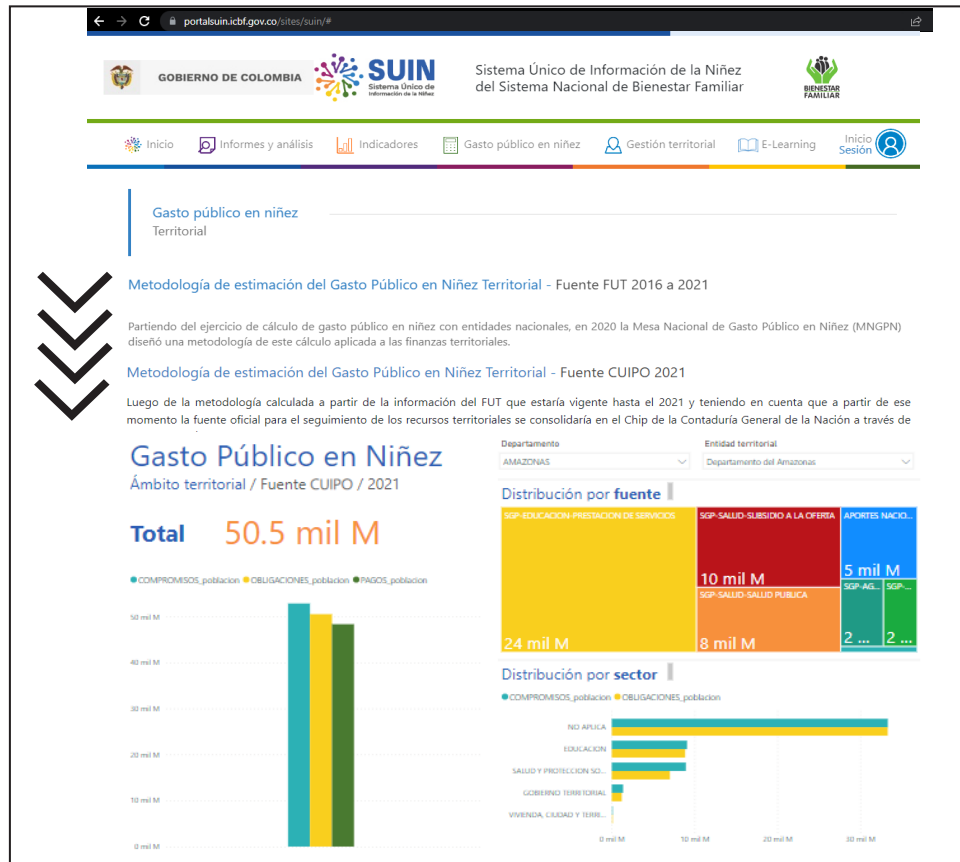 portalsuin.icbf.gov.co/sites/suin/#
GOBIERNO DE COLOMBIA
SUIN
Sistema Único de
Información de la Niñez
Sistema Único de Información de la Niñez
del Sistema Nacional de Bienestar Familiar
BIENESTAR
FAMILIAR
Inicio
Informes y análisis
Indicadores
Gasto público en niñez
Gestión territorial
E-Learning
Inicio
Sesión
Gasto público en niñez
Territorial
Metodología de estimación del Gasto Público en Niñez Territorial - Fuente FUT 2016 a 2021
Partiendo del ejercicio de cálculo de gasto público en niñez con entidades nacionales, en 2020 la Mesa Nacional de Gasto Público en Niñez (MNGPN)
diseñó una metodología de este cálculo aplicada a las finanzas territoriales.
Metodología de estimación del Gasto Público en Niñez Territorial - Fuente CUIPO 2021
Luego de la metodología calculada a partir de la información del FUT que estaría vigente hasta el 2021 y teniendo en cuenta que a partir de ese
momento la fuente oficial para el seguimiento de los recursos territoriales se consolidaría en el Chip de la Contaduría General de la Nación a través de
Gasto Público en Niñez
Ámbito territorial / Fuente CUIPO / 2021
Total 50.5 mil M
COMPROMISOS_poblacion OBLIGACIONES_poblacion PAGOS_poblacion
50 mil M
40 mil M
30 mil M
20 mil M
10 mil M
0 mil M
Departamento
AMAZONAS
Entidad territorial
Departamento del Amazonas
Distribución por fuente
SGP-EDUCACION-PRESTACION DE SERVICIOS
24 mil M
SGP-SALUD-SUBSIDIO A LA OFERTA
10 mil M
SGP-SALUD-SALUD PUBLICA
8 mil M
APORTES NACIO...
5 mil M
SGP-AG...
2 ...
SGP-...
2 ...
Distribución por sector
COMPROMISOS_poblacion OBLIGACIONES_poblacion
NO APLICA
EDUCACION
SALUD Y PROTECCION SO...
GOBIERNO TERRITORIAL
VIVIENDA, CIUDAD Y TERRI...
0 mil M 10 mil M 20 mil M 30 mil M